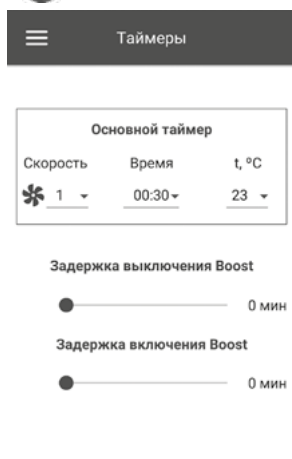 Таймеры
Основной таймер
Скорость Время t, °C
1 00:30 23
Задержка выключения Boost
0 мин
Задержка включения Boost
0 мин